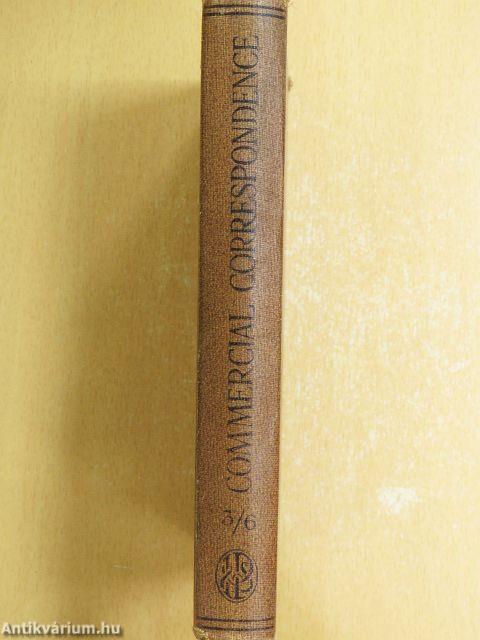 COMMERCIAL CORRESPONDENCE
3/6
Antikvárium.hu